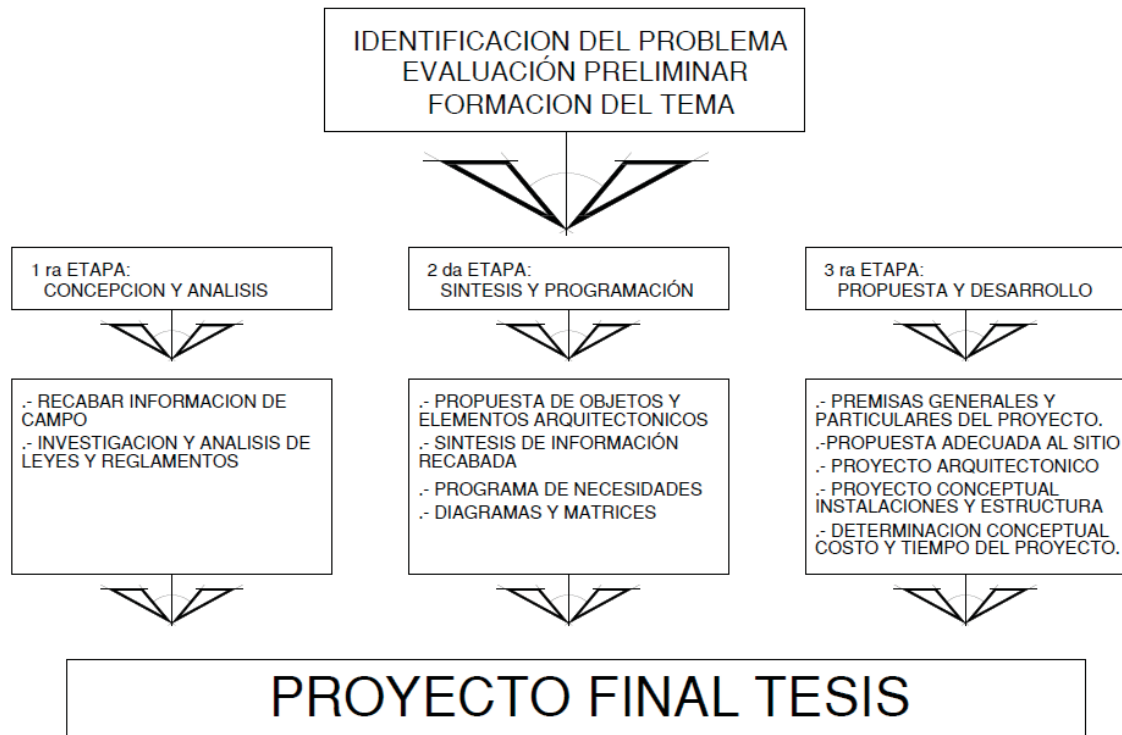 IDENTIFICACION DEL PROBLEMA
EVALUACIÓN PRELIMINAR
FORMACION DEL TEMA
1 ra ETAPA:
CONCEPCION Y ANALISIS
2 da ETAPA:
SINTESIS Y PROGRAMACIÓN
3 ra ETAPA:
PROPUESTA Y DESARROLLO
.- RECABAR INFORMACION DE
CAMPO
.- INVESTIGACION Y ANALISIS DE
LEYES Y REGLAMENTOS
.- PROPUESTA DE OBJETOS Y
ELEMENTOS ARQUITECTONICOS
.- SINTESIS DE INFORMACIÓN
RECABADA
.- PROGRAMA DE NECESIDADES
.- DIAGRAMAS Y MATRICES
.- PREMISAS GENERALES Y
PARTICULARES DEL PROYECTO.
.-PROPUESTA ADECUADA AL SITIO
.- PROYECTO ARQUITECTONICO
.- PROYECTO CONCEPTUAL
INSTALACIONES Y ESTRUCTURA
.- DETERMINACION CONCEPTUAL
COSTO Y TIEMPO DEL PROYECTO.
PROYECTO FINAL TESIS